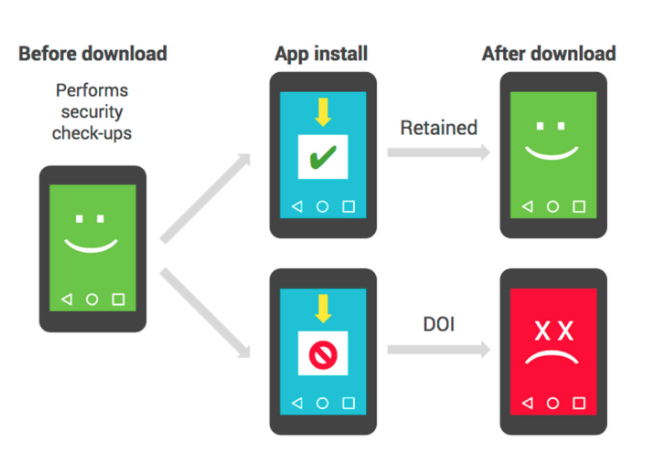 Before download
Performs
security
check-ups
App install
Retained
After download
DOI
X X